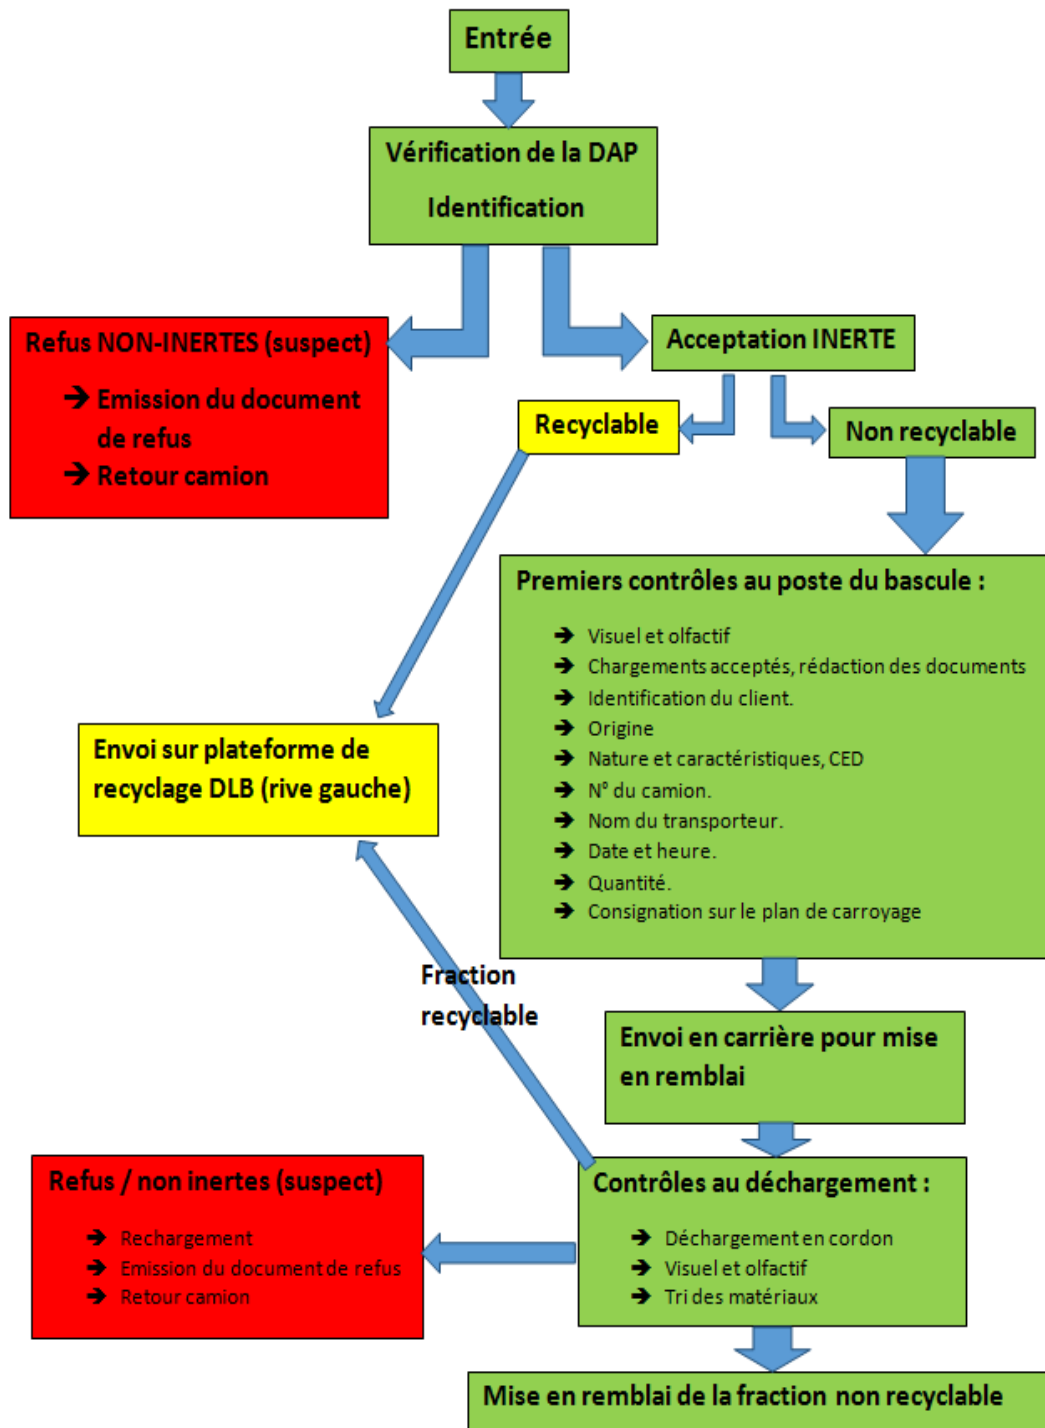 Entrée
Vérification de la DAP
Identification
Refus NON-INERTES (suspect)
➔ Emission du document
de refus
➔ Retour camion
Acceptation INERTE
Recyclable
Non recyclable
Premiers contrôles au poste du bascule :
➔ Visuel et olfactif
➔ Chargements acceptés, rédaction des documents
➔ Identification du client.
➔ Origine
➔ Nature et caractéristiques, CED
➔ N° du camion.
➔ Nom du transporteur.
➔ Date et heure.
➔ Quantité.
➔ Consignation sur le plan de carroyage
Envoi sur plateforme de
recyclage DLB (rive gauche)
Fraction
recyclable
Envoi en carrière pour mise
en remblai
Refus / non inertes (suspect)
➔ Rechargement
➔ Emission du document de refus
➔ Retour camion
Contrôles au déchargement :
➔ Déchargement en cordon
➔ Visuel et olfactif
➔ Tri des matériaux
Mise en remblai de la fraction non recyclable